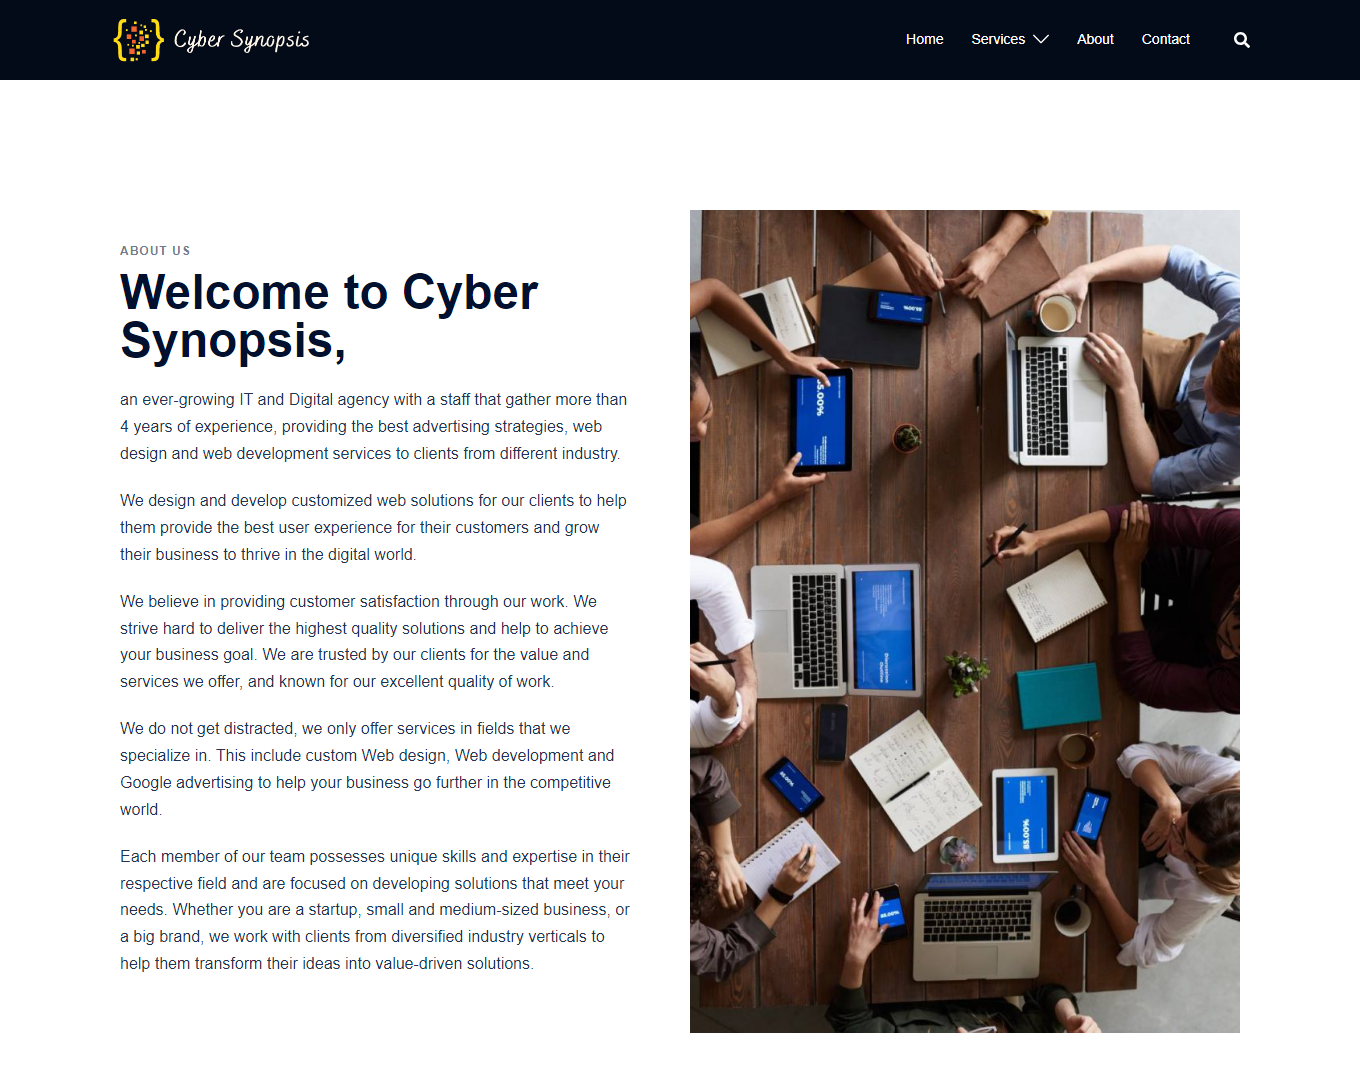 Cyber Synopsis
Home Services About Contact
ABOUT US
Welcome to Cyber
Synopsis,
an ever-growing IT and Digital agency with a staff that gather more than
4 years of experience, providing the best advertising strategies, web
design and web development services to clients from different industry.
We design and develop customized web solutions for our clients to help
them provide the best user experience for their customers and grow
their business to thrive in the digital world.
We believe in providing customer satisfaction through our work. We
strive hard to deliver the highest quality solutions and help to achieve
your business goal. We are trusted by our clients for the value and
services we offer, and known for our excellent quality of work.
We do not get distracted, we only offer services in fields that we
specialize in. This include custom Web design, Web development and
Google advertising to help your business go further in the competitive
world.
Each member of our team possesses unique skills and expertise in their
respective field and are focused on developing solutions that meet your
needs. Whether you are a startup, small and medium-sized business, or
a big brand, we work with clients from diversified industry verticals to
help them transform their ideas into value-driven solutions.
85.00%
85.00%
85.00%
85.00%